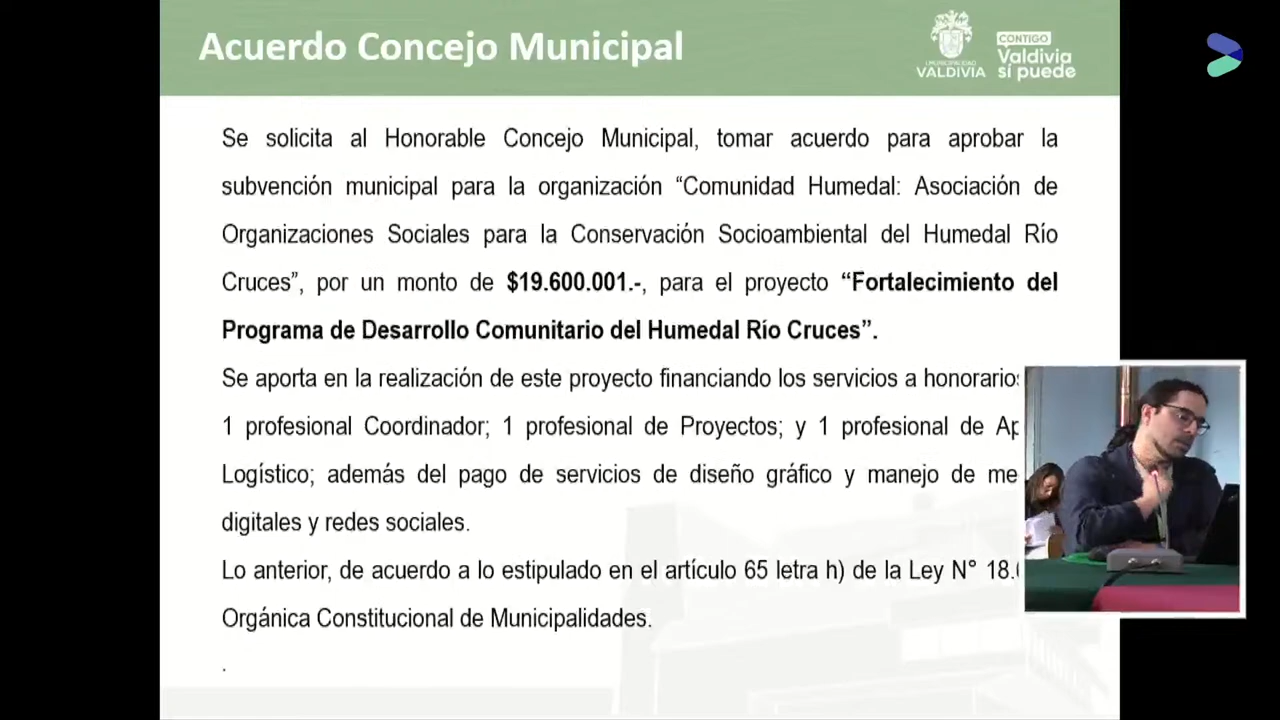 Acuerdo Concejo Municipal
I. MUNICIPALIDAD
VALDIVIA
CONTIGO
Valdivia
sí puede
Se solicita al Honorable Concejo Municipal, tomar acuerdo para aprobar la
subvención municipal para la organización “Comunidad Humedal: Asociación de
Organizaciones Sociales para la Conservación Socioambiental del Humedal Río
Cruces”, por un monto de $19.600.001.-, para el proyecto “Fortalecimiento del
Programa de Desarrollo Comunitario del Humedal Río Cruces”.
Se aporta en la realización de este proyecto financiando los servicios a honorarios
1 profesional Coordinador; 1 profesional de Proyectos; y 1 profesional de
Logístico; además del pago de servicios de diseño gráfico y manejo de
digitales y redes sociales.
Lo anterior, de acuerdo a lo estipulado en el artículo 65 letra h) de la Ley N° 18.
Orgánica Constitucional de Municipalidades.
.